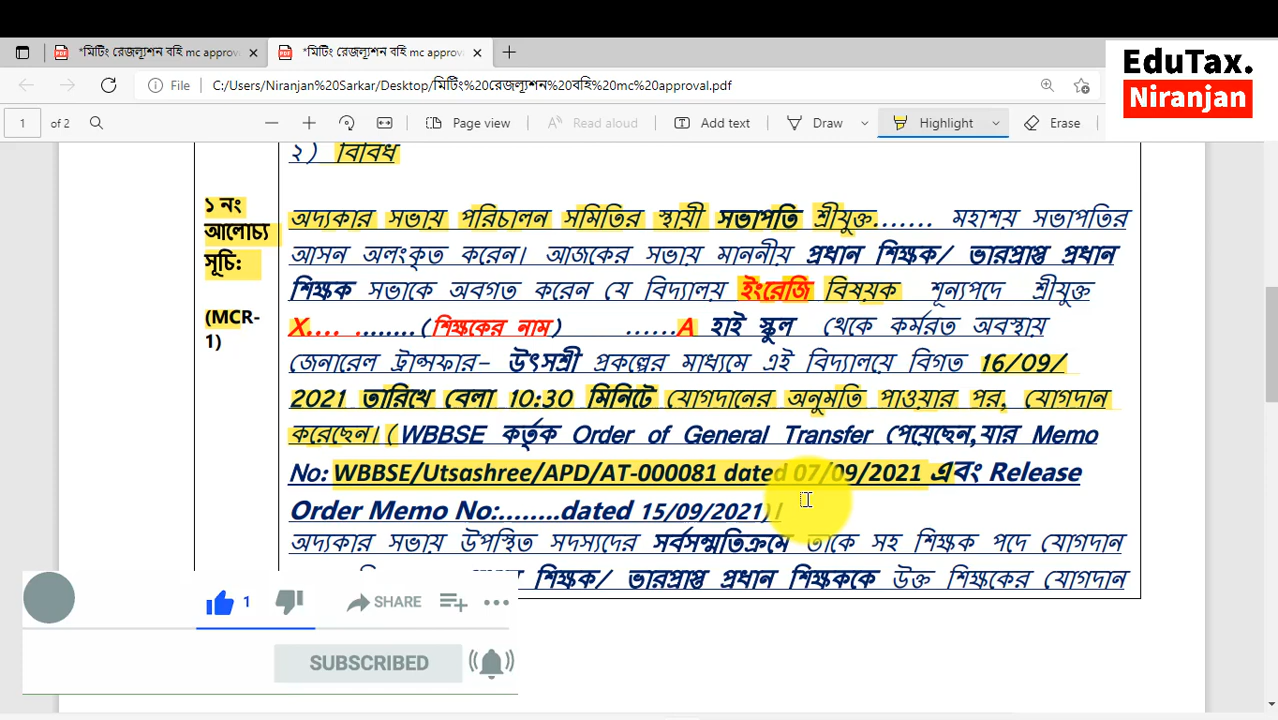 *মিটিং রেজল্যুশন বহি mc approv
*মিটিং রেজল্যুশন বহি mc approv
EduTax.
Niranjan
File C:/Users/Niranjan%20Sarkar/Desktop/মিটিং%20রেজল্যুশন%20বহি%20mc%20approval.pdf
1 of 2 Page view Read aloud Add text Draw Highlight Erase
২) বিবিধ
১ নং
আলোচ্য
সূচি:
(MCR-
1)
অদ্যকার সভায় পরিচালন সমিতির স্থায়ী সভাপতি শ্রীযুক্ত....... মহাশয় সভাপতির
আসন অলংকৃত করেন। আজকের সভায় মাননীয় প্রধান শিক্ষক/ ভারপ্রাপ্ত প্রধান
শিক্ষক সভাকে অবগত করেন যে বিদ্যালয় ইংরেজি বিষয়ক শূন্যপদে শ্রীযুক্ত
X.... ........(শিক্ষকের নাম) ......A হাই স্কুল থেকে কর্মরত অবস্থায়
জেনারেল ট্রান্সফার- উৎসশ্রী প্রকল্পের মাধ্যমে এই বিদ্যালয়ে বিগত 16/09/
2021 তারিখে বেলা 10:30 মিনিটে যোগদানের অনুমতি পাওয়ার পর, যোগদান
করেছেন। (WBBSE কর্তৃক Order of General Transfer পেয়েছেন,যার Memo
No: WBBSE/Utsashree/APD/AT-000081 dated 07/09/2021 এবং Release
Order Memo No:........dated 15/09/2021)।
অদ্যকার সভায় উপস্থিত সদস্যদের সর্বসম্মতিক্রমে তাকে সহ শিক্ষক পদে যোগদান
শিক্ষক/ ভারপ্রাপ্ত প্রধান শিক্ষককে উক্ত শিক্ষকের যোগদান
1 SHARE
SUBSCRIBED